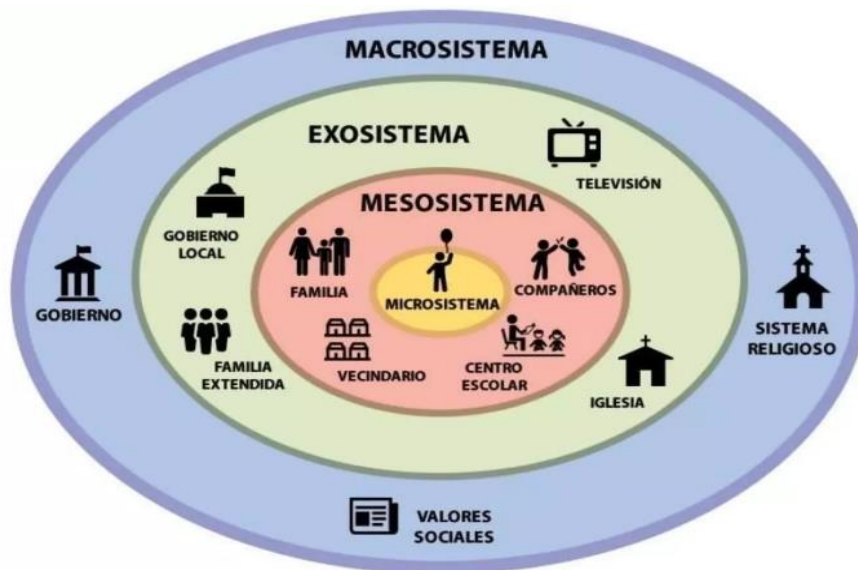 MACROSISTEMA
EXOSISTEMA
TELEVISIÓN
MESOSISTEMA
GOBIERNO
LOCAL
FAMILIA
MICROSISTEMA
COMPAÑEROS
GOBIERNO
SISTEMA
RELIGIOSO
FAMILIA
EXTENDIDA
VECINDARIO
CENTRO
ESCOLAR
IGLESIA
VALORES
SOCIALES